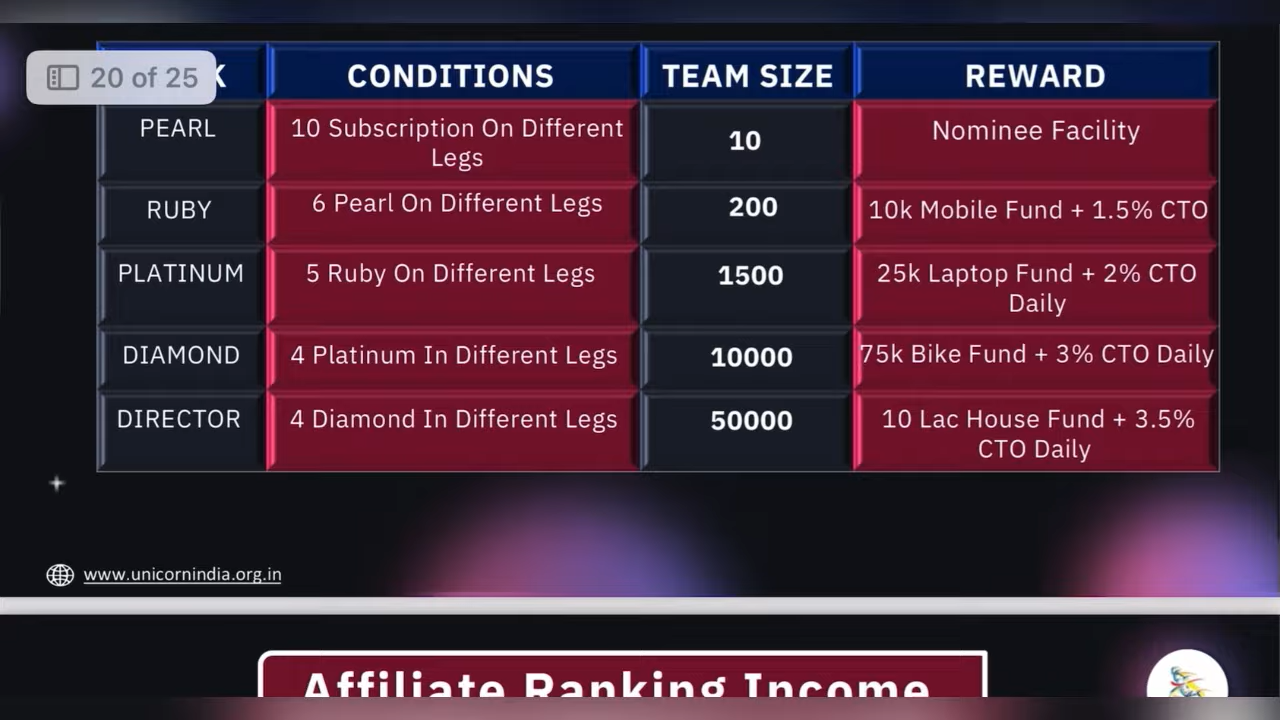 20 of 25
K
CONDITIONS
TEAM SIZE
REWARD
PEARL
10 Subscription On Different
Legs
10
Nominee Facility
RUBY
6 Pearl On Different Legs
200
10k Mobile Fund + 1.5% CTO
PLATINUM
5 Ruby On Different Legs
1500
25k Laptop Fund + 2% CTO
Daily
DIAMOND
4 Platinum In Different Legs
10000
75k Bike Fund + 3% CTO Daily
DIRECTOR
4 Diamond In Different Legs
50000
10 Lac House Fund + 3.5%
CTO Daily
www.unicornindia.org.in
Affiliate Ranking Income